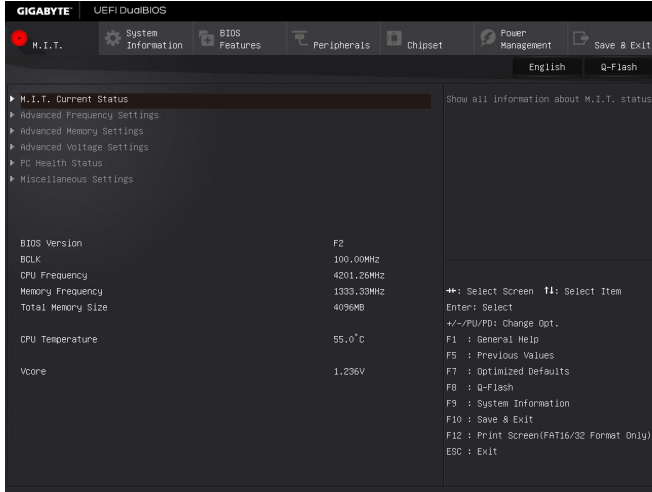 GIGABYTE™ UEFI DualBIOS
M.I.T.
System
Information
BIOS
Features
Peripherals
Chipset
Power
Management
Save & Exit
English
Q-Flash
M.I.T. Current Status
Advanced Frequency Settings
Advanced Memory Settings
Advanced Voltage Settings
PC Health Status
Miscellaneous Settings
Show all information about M.I.T. status
BIOS Version F2
BCLK 100.00MHz
CPU Frequency 4201.26MHz
Memory Frequency 1333.33MHz
Total Memory Size 4096MB
CPU Temperature 55.0°C
Vcore 1.236V
→←: Select Screen ↑↓: Select Item
Enter: Select
+/-/PU/PD: Change Opt.
F1 : General Help
F5 : Previous Values
F7 : Optimized Defaults
F8 : Q-Flash
F9 : System Information
F10 : Save & Exit
F12 : Print Screen(FAT16/32 Format Only)
ESC : Exit